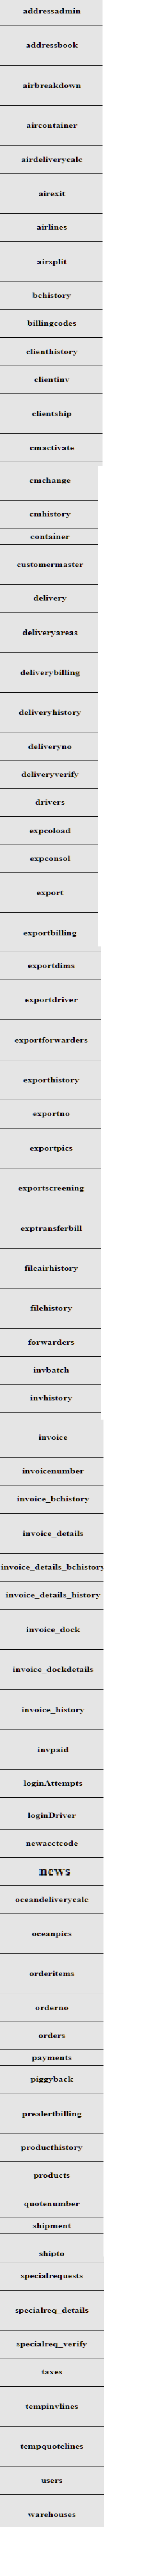 addressadmin
addressbook
airbreakdown
aircontainer
airdeliverycalc
airexit
airlines
airsplit
bchistory
billingcodes
clienthistory
clientinv
clientship
cmactivate
cmchange
cmhistory
container
customermaster
delivery
deliveryareas
deliverybilling
deliveryhistory
deliveryno
deliveryverify
drivers
expcoload
expconsol
export
exportbilling
exportdims
exportdriver
exportforwarders
exporthistory
exportno
exportpics
exportscreening
exptransferbill
fileairhistory
filehistory
forwarders
invbatch
invhistory
invoice
invoicenumber
invoice_bchistory
invoice_details
invoice_details_bchistory
invoice_details_history
invoice_dock
invoice_dockdetails
invoice_history
invpaid
loginAttempts
loginDriver
newacctcode
news
oceandeliverycalc
oceanpics
orderitems
orderno
orders
payments
piggyback
prealertbilling
producthistory
products
quotenumber
shipment
shipto
specialrequests
specialreq_details
specialreq_verify
taxes
tempinvlines
tempquotelines
users
warehouses